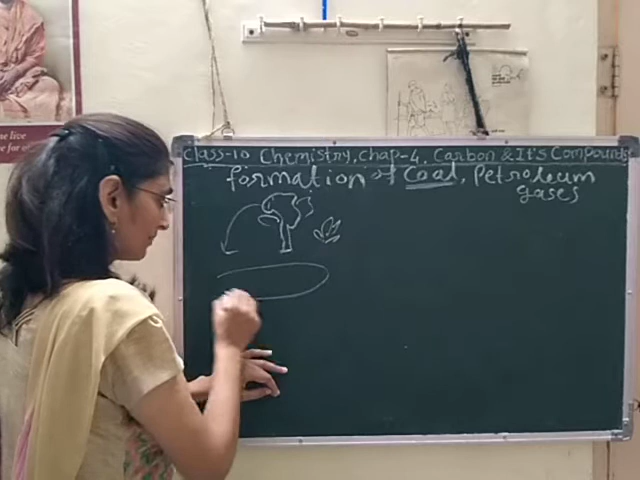 Class-10 Chemistry, Chap-4, Carbon & It's Compounds
formation of Coal, Petroleum
gases